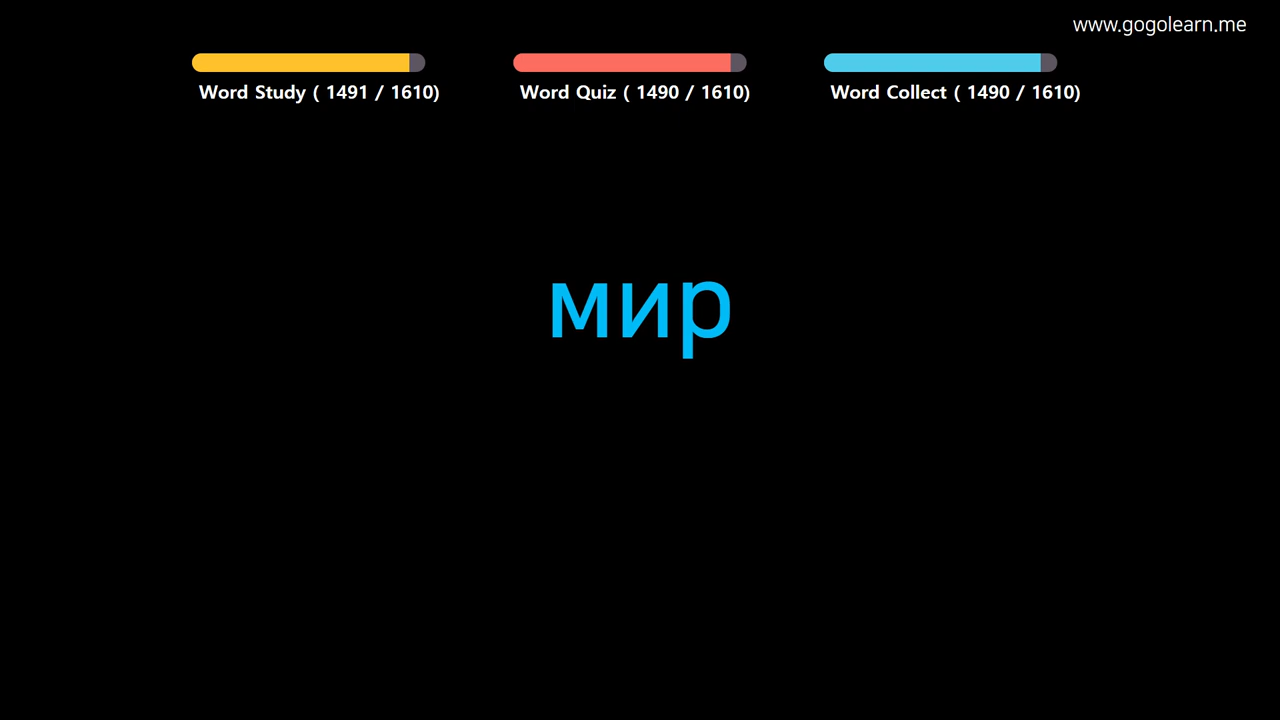 www.gogolearn.me
Word Study ( 1491 / 1610)
Word Quiz ( 1490 / 1610)
Word Collect ( 1490 / 1610)
мир